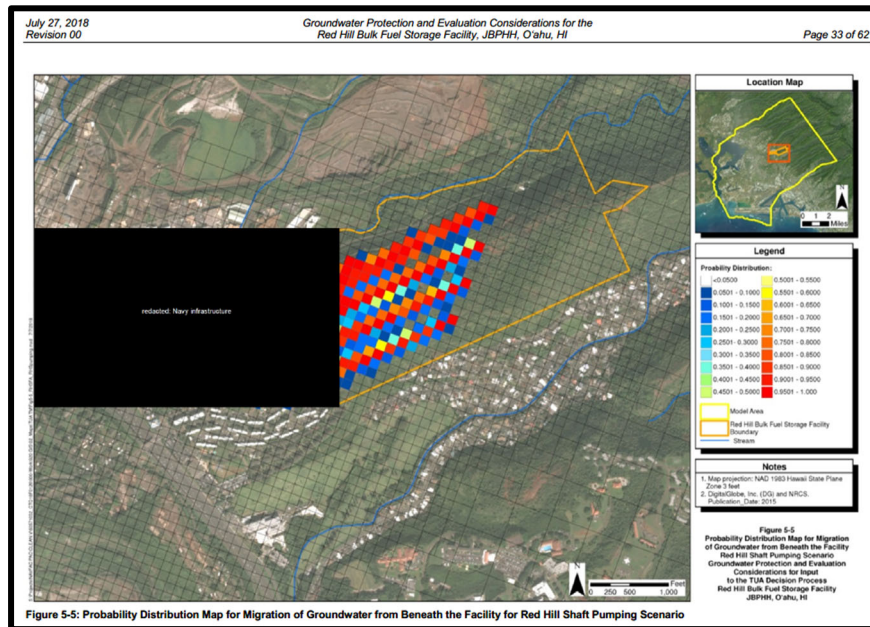 July 27, 2018
Revision 00
Groundwater Protection and Evaluation Considerations for the
Red Hill Bulk Fuel Storage Facility, JBPHH, O'ahu, HI
Page 33 of 62
redacted: Navy infrastructure
Location Map
N
0 1 2
Miles
Legend
Proability Distribution:
<0.0500
0.0501 - 0.1000
0.1001 - 0.1500
0.1501 - 0.2000
0.2001 - 0.2500
0.2501- 0.3000
0.3001 - 0.3500
0.3501 - 0.4000
0.4001 - 0.4500
0.4501 - 0.5000
0.5001 - 0.5500
0.5501 - 0.6000
0.6001 - 0.6500
0.6501 - 0.7000
0.7001 - 0.7500
0.7501 - 0.8000
0.8001 - 0.8500
0.8501 - 0.9000
0.9001 - 0.9500
0.9501 - 1.000
Model Area
Red Hill Bulk Fuel Storage Facility
Boundary
Stream
Notes
1. Map projection: NAD 1983 Hawaii State Plane
Zone 3 feet
2. DigitalGlobe, Inc. (DG) and NRCS.
Publication_Date: 2015
Figure 5-5
Probability Distribution Map for Migration
of Groundwater from Beneath the Facility
Red Hill Shaft Pumping Scenario
Groundwater Protection and Evaluation
Considerations for Input
to the TUA Decision Process
Red Hill Bulk Fuel Storage Facility
JBPHH, O'ahu, HI
N
Feet
0 250 500 1,000
Figure 5-5: Probability Distribution Map for Migration of Groundwater from Beneath the Facility for Red Hill Shaft Pumping Scenario